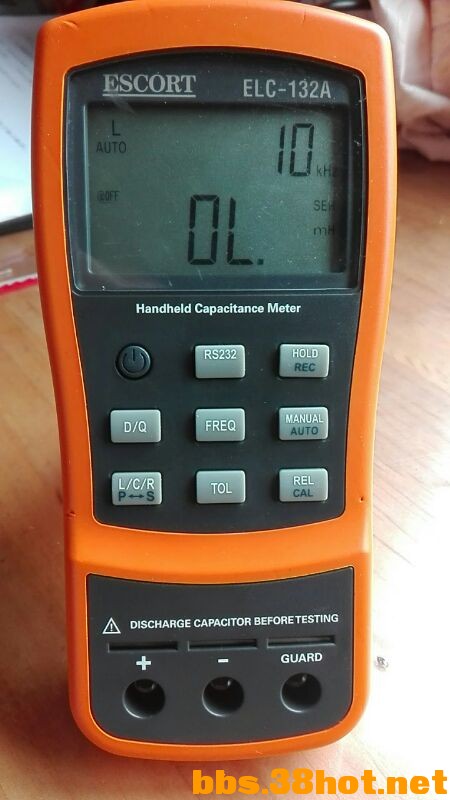 ESCORT ELC-132A
L 10 kHz
AUTO
@OFF SER
OL. mH
Handheld Capacitance Meter
RS232 HOLD
REC
D/Q FREQ MANUAL
AUTO
L/C/R TOL REL
P↔S CAL
⚠ DISCHARGE CAPACITOR BEFORE TESTING
+ - GUARD
bbs.38hot.net